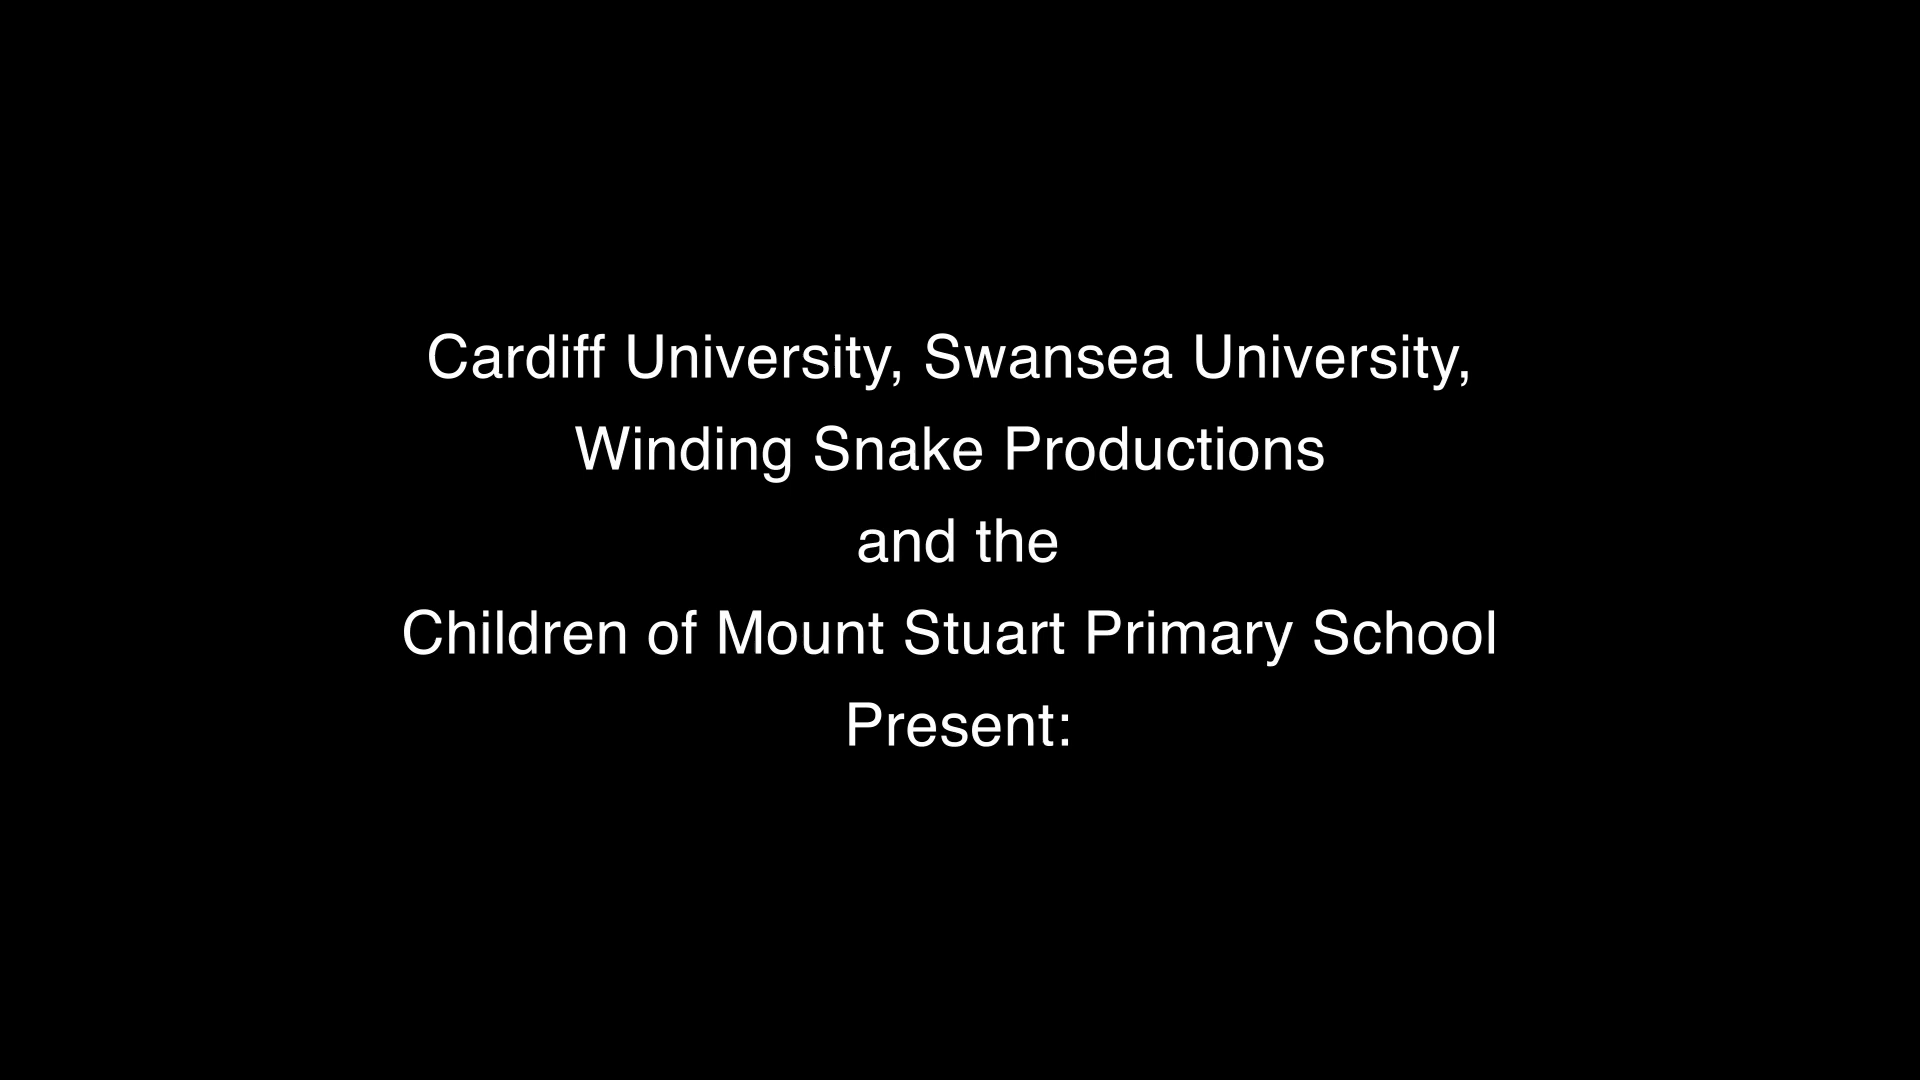 Cardiff University, Swansea University,
Winding Snake Productions
and the
Children of Mount Stuart Primary School
Present: